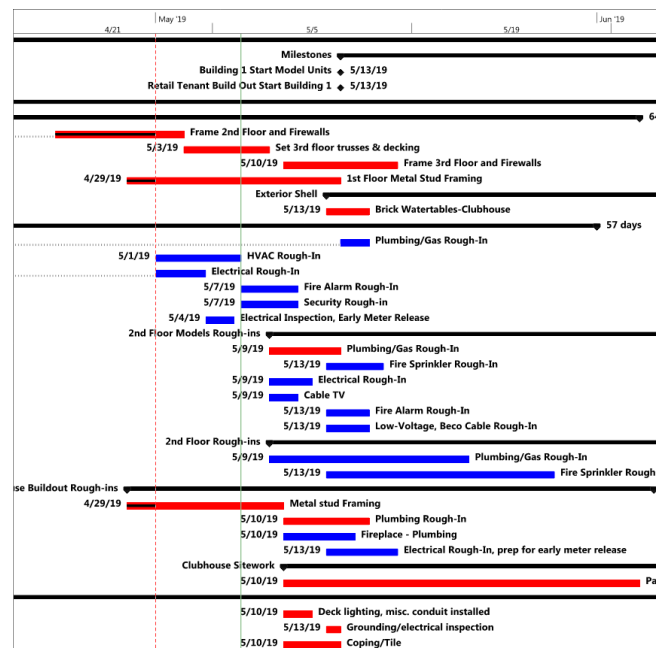 May '19 Jun '19
4/21 5/5 5/19
Milestones
Building 1 Start Model Units 5/13/19
Retail Tenant Build Out Start Building 1 5/13/19
64
Frame 2nd Floor and Firewalls
5/3/19 Set 3rd floor trusses & decking
5/10/19 Frame 3rd Floor and Firewalls
4/29/19 1st Floor Metal Stud Framing
Exterior Shell
5/13/19 Brick Watertables-Clubhouse
57 days
Plumbing/Gas Rough-In
5/1/19 HVAC Rough-In
Electrical Rough-In
5/7/19 Fire Alarm Rough-In
5/7/19 Security Rough-in
5/4/19 Electrical Inspection, Early Meter Release
2nd Floor Models Rough-ins
5/9/19 Plumbing/Gas Rough-In
5/13/19 Fire Sprinkler Rough-In
5/9/19 Electrical Rough-In
5/9/19 Cable TV
5/13/19 Fire Alarm Rough-In
5/13/19 Low-Voltage, Beco Cable Rough-In
2nd Floor Rough-ins
5/9/19 Plumbing/Gas Rough-In
5/13/19 Fire Sprinkler Rough
se Buildout Rough-ins
4/29/19 Metal stud Framing
5/10/19 Plumbing Rough-In
5/10/19 Fireplace - Plumbing
5/13/19 Electrical Rough-In, prep for early meter release
Clubhouse Sitework
5/10/19 Pa
5/10/19 Deck lighting, misc. conduit installed
5/13/19 Grounding/electrical inspection
5/10/19 Coping/Tile